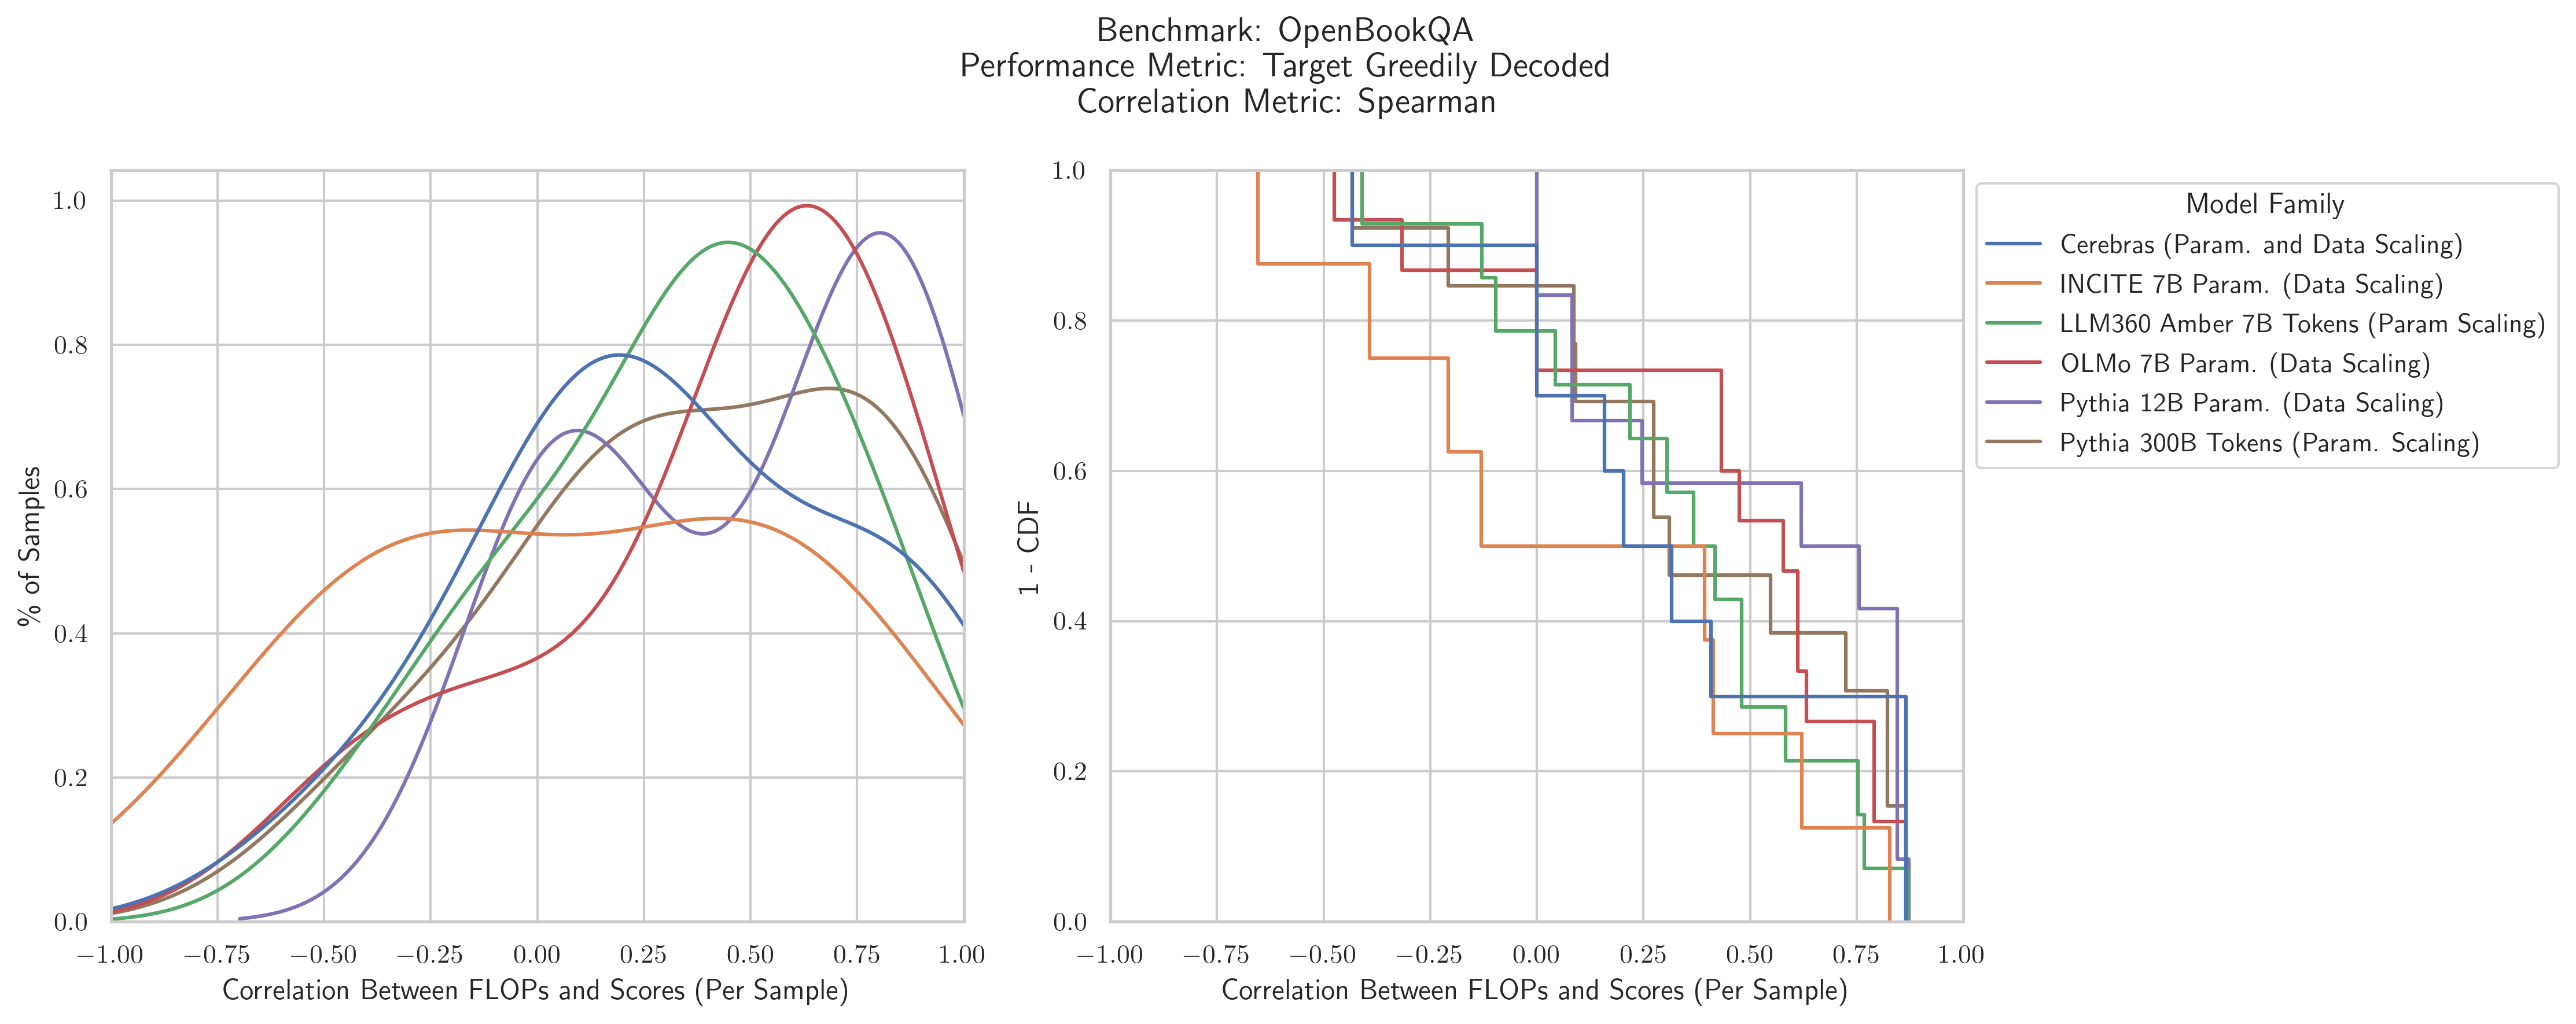 Benchmark: OpenBookQA
Performance Metric: Target Greedily Decoded
Correlation Metric: Spearman
% of Samples
1.0
0.8
0.6
0.4
0.2
0.0
−1.00 −0.75 −0.50 −0.25 0.00 0.25 0.50 0.75 1.00
Correlation Between FLOPs and Scores (Per Sample)
1 - CDF
1.0
0.8
0.6
0.4
0.2
0.0
−1.00 −0.75 −0.50 −0.25 0.00 0.25 0.50 0.75 1.00
Correlation Between FLOPs and Scores (Per Sample)
Model Family
Cerebras (Param. and Data Scaling)
INCITE 7B Param. (Data Scaling)
LLM360 Amber 7B Tokens (Param Scaling)
OLMo 7B Param. (Data Scaling)
Pythia 12B Param. (Data Scaling)
Pythia 300B Tokens (Param. Scaling)